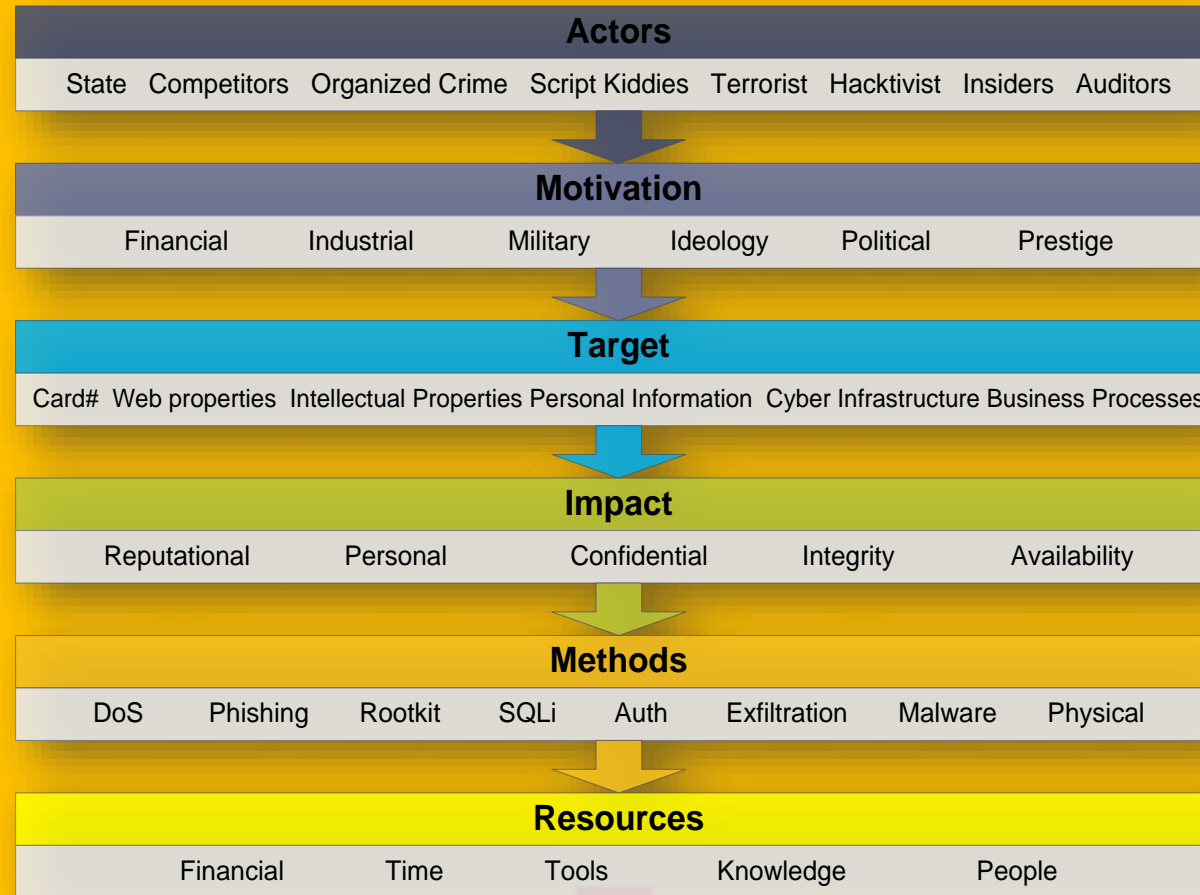 Actors
State Competitors Organized Crime Script Kiddies Terrorist Hacktivist Insiders Auditors
Motivation
Financial Industrial Military Ideology Political Prestige
Target
Card# Web properties Intellectual Properties Personal Information Cyber Infrastructure Business Processes
Impact
Reputational Personal Confidential Integrity Availability
Methods
DoS Phishing Rootkit SQLi Auth Exfiltration Malware Physical
Resources
Financial Time Tools Knowledge People